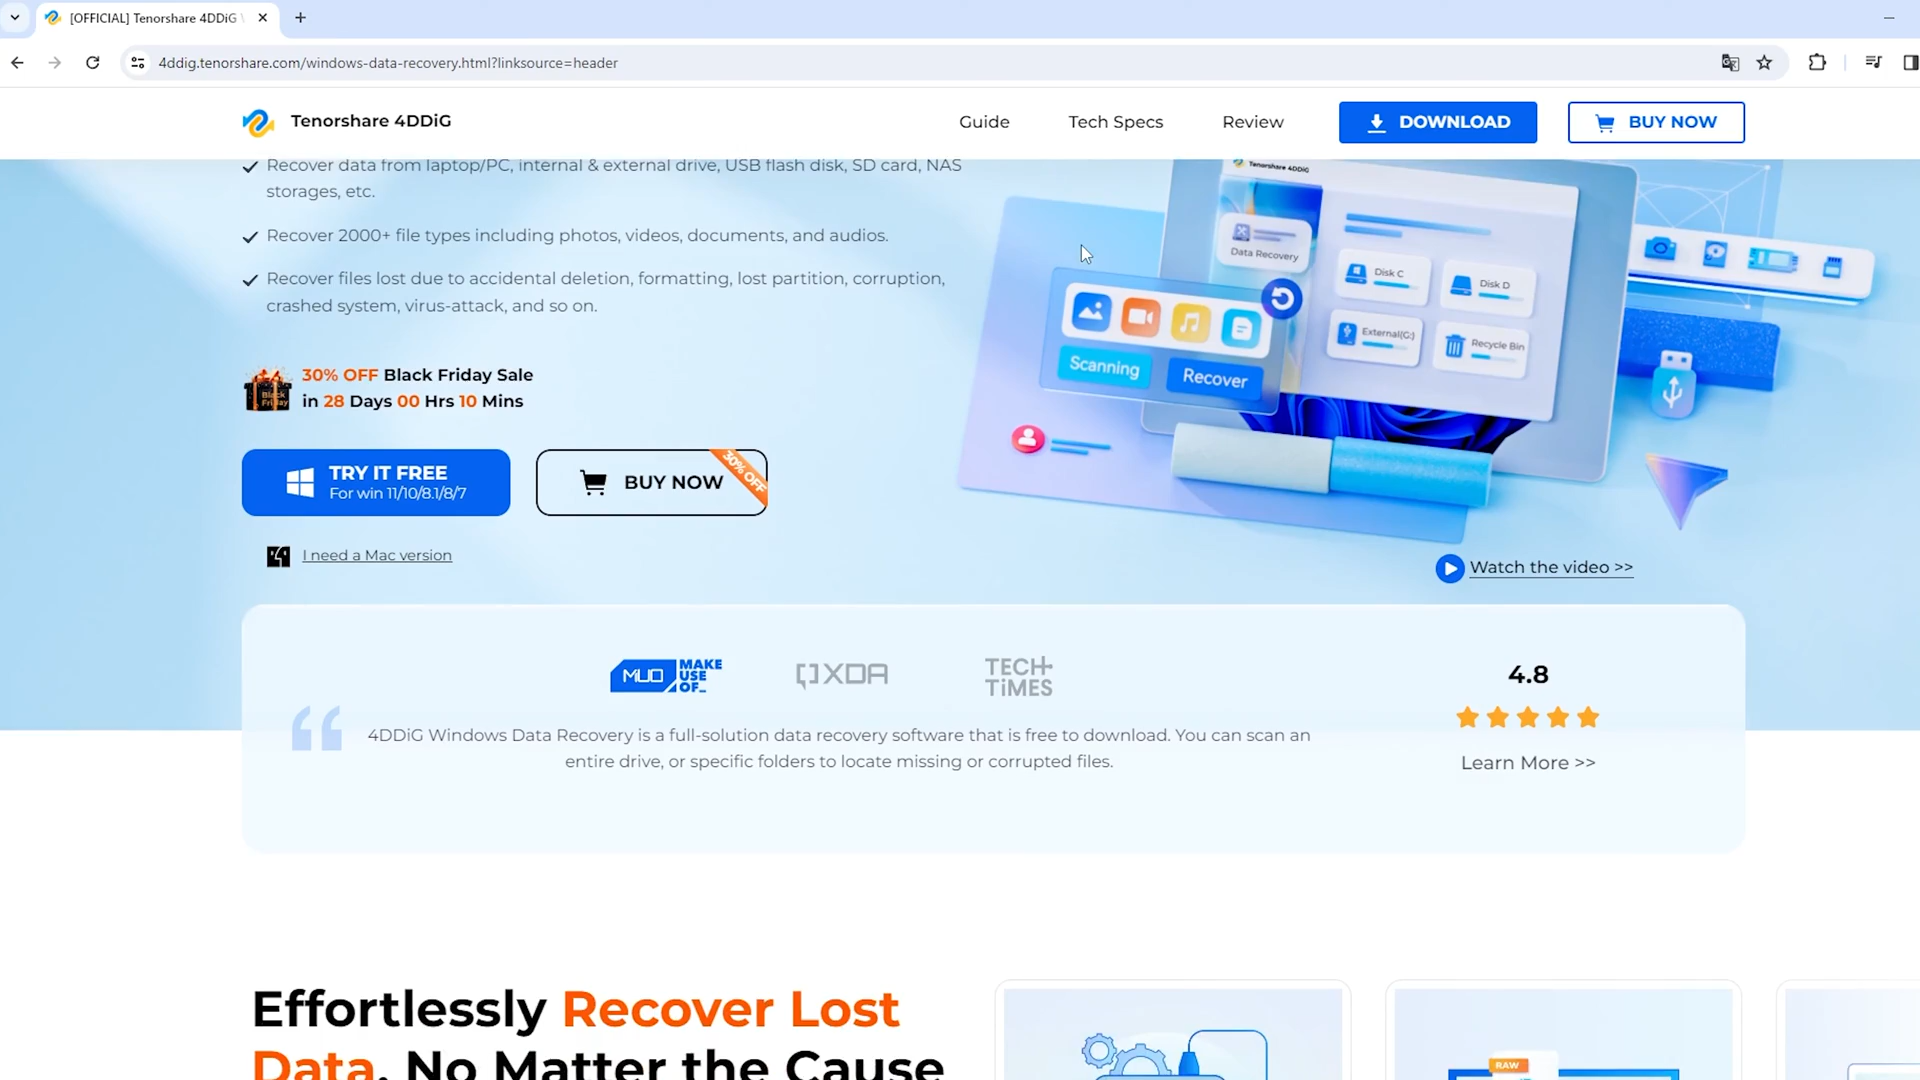 [OFFICIAL] Tenorshare 4DDiG
4ddig.tenorshare.com/windows-data-recovery.html?linksource=header
Tenorshare 4DDiG
Guide
Tech Specs
Review
DOWNLOAD
BUY NOW
Recover data from laptop/PC, internal & external drive, USB flash disk, SD card, NAS
storages, etc.
Recover 2000+ file types including photos, videos, documents, and audios.
Recover files lost due to accidental deletion, formatting, lost partition, corruption,
crashed system, virus-attack, and so on.
Black
Friday
30% OFF Black Friday Sale
in 28 Days 00 Hrs 10 Mins
TRY IT FREE
For win 11/10/8.1/8/7
BUY NOW
30% OFF
I need a Mac version
Tenorshare 4DDiG
Data Recovery
Disk C
Disk D
External(G:)
Recycle Bin
Scanning
Recover
Watch the video >>
MUO MAKE
USE
OF_
XDA
TECH
TiMES
4DDiG Windows Data Recovery is a full-solution data recovery software that is free to download. You can scan an
entire drive, or specific folders to locate missing or corrupted files.
4.8
Learn More >>
Effortlessly Recover Lost
Data, No Matter the Cause
RAW